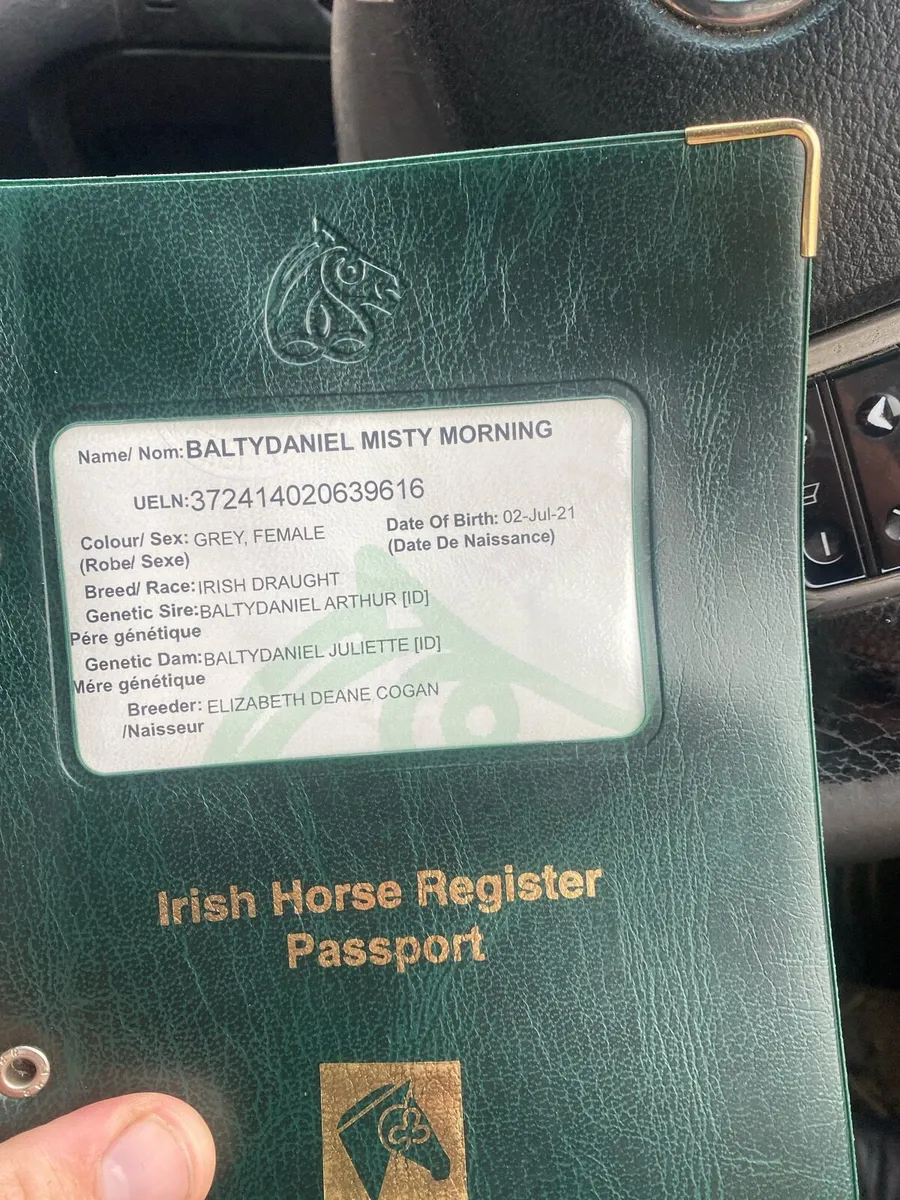 Name/ Nom:BALTYDANIEL MISTY MORNING
UELN:372414020639616
Colour/ Sex: GREY, FEMALE
(Robe/ Sexe)
Date Of Birth: 02-Jul-21
(Date De Naissance)
Breed/ Race:IRISH DRAUGHT
Genetic Sire:BALTYDANIEL ARTHUR [ID]
Pére génétique
Genetic Dam:BALTYDANIEL JULIETTE [ID]
Mére génétique
Breeder: ELIZABETH DEANE COGAN
/Naisseur
Irish Horse Register
Passport